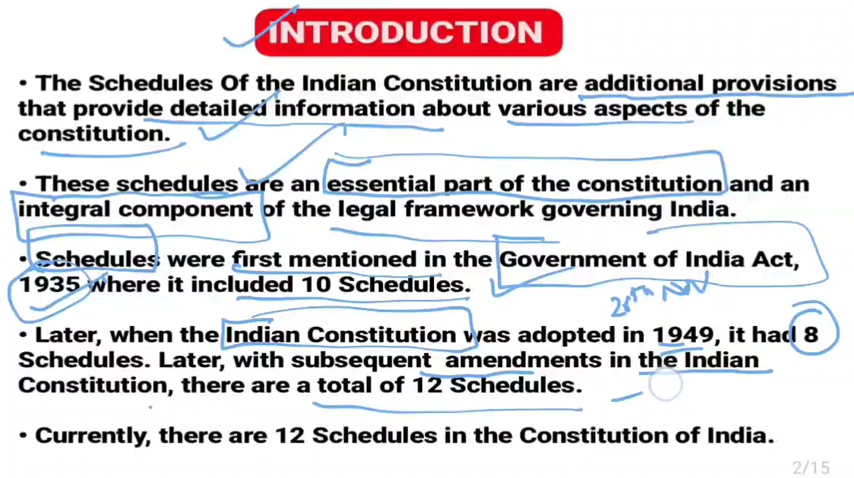 INTRODUCTION
• The Schedules Of the Indian Constitution are additional provisions
that provide detailed information about various aspects of the
constitution.
• These schedules are an essential part of the constitution and an
integral component of the legal framework governing India.
• Schedules were first mentioned in the Government of India Act,
1935 where it included 10 Schedules.
• Later, when the Indian Constitution was adopted in 1949, it had 8
Schedules. Later, with subsequent amendments in the Indian
Constitution, there are a total of 12 Schedules.
• Currently, there are 12 Schedules in the Constitution of India.
2/15